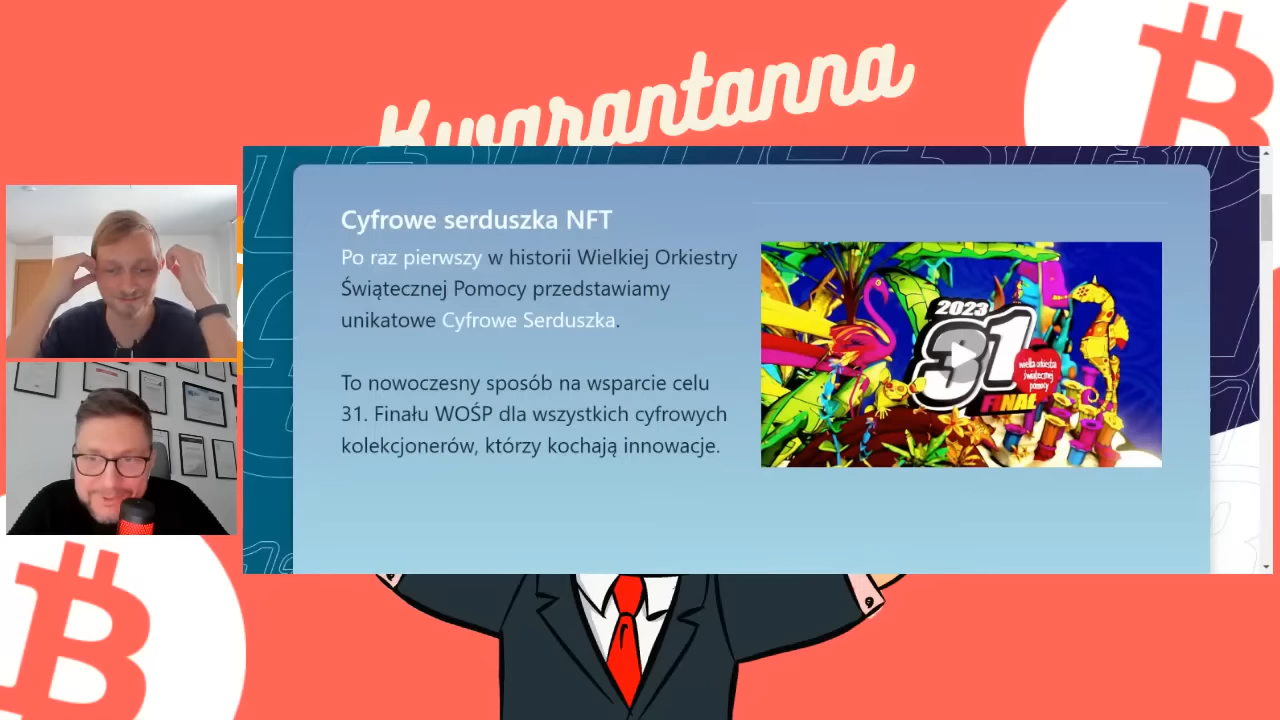 Kwarantanna
Cyfrowe serduszka NFT
Po raz pierwszy w historii Wielkiej Orkiestry
Świątecznej Pomocy przedstawiamy
unikatowe Cyfrowe Serduszka.
To nowoczesny sposób na wsparcie celu
31. Finału WOŚP dla wszystkich cyfrowych
kolekcjonerów, którzy kochają innowacje.
2023
31
wielka orkiestra
świątecznej
pomocy
FINAŁ